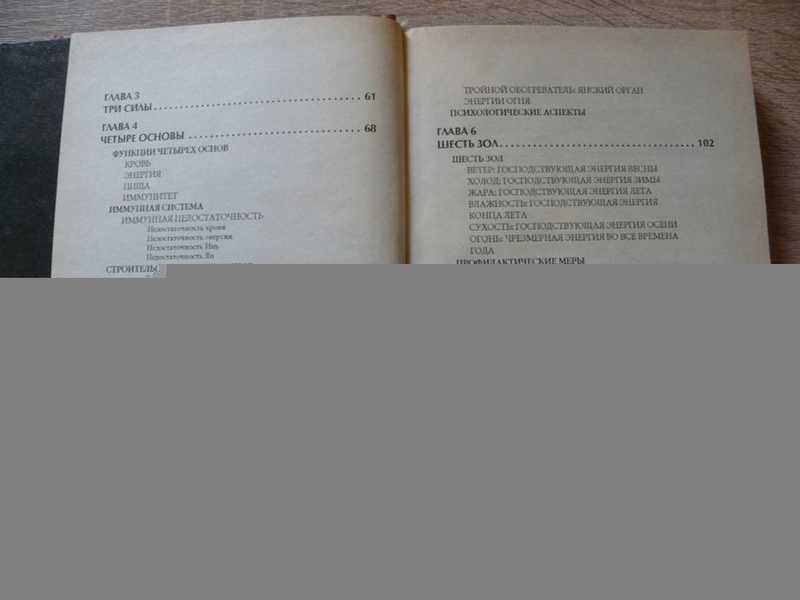 ГЛАВА 3
ТРИ СИЛЫ 61
ГЛАВА 4
ЧЕТЫРЕ ОСНОВЫ 68
ФУНКЦИИ ЧЕТЫРЕХ ОСНОВ
КРОВЬ
ЭНЕРГИЯ
ПИЩА
ИММУНИТЕТ
ИММУННАЯ СИСТЕМА
ИММУННАЯ НЕДОСТАТОЧНОСТЬ
Недостаточность крови
Недостаточность энергии
Недостаточность Инь
Недостаточность Ян
ТРОЙНОЙ ОБОГРЕВАТЕЛЬ: ЯНСКИЙ ОРГАН
ЭНЕРГИИ ОГНЯ
ПСИХОЛОГИЧЕСКИЕ АСПЕКТЫ
ГЛАВА 6
ШЕСТЬ ЗОЛ 102
ШЕСТЬ ЗОЛ
ВЕТЕР: ГОСПОДСТВУЮЩАЯ ЭНЕРГИЯ ВЕСНЫ
ХОЛОД: ГОСПОДСТВУЮЩАЯ ЭНЕРГИЯ ЗИМЫ
ЖАРА: ГОСПОДСТВУЮЩАЯ ЭНЕРГИЯ ЛЕТА
ВЛАЖНОСТЬ: ГОСПОДСТВУЮЩАЯ ЭНЕРГИЯ
КОНЦА ЛЕТА
СУХОСТЬ: ГОСПОДСТВУЮЩАЯ ЭНЕРГИЯ ОСЕНИ
ОГОНЬ: ЧРЕЗМЕРНАЯ ЭНЕРГИЯ ВО ВСЕ ВРЕМЕНА
ГОДА
ПРОФИЛАКТИЧЕСКИЕ МЕРЫ